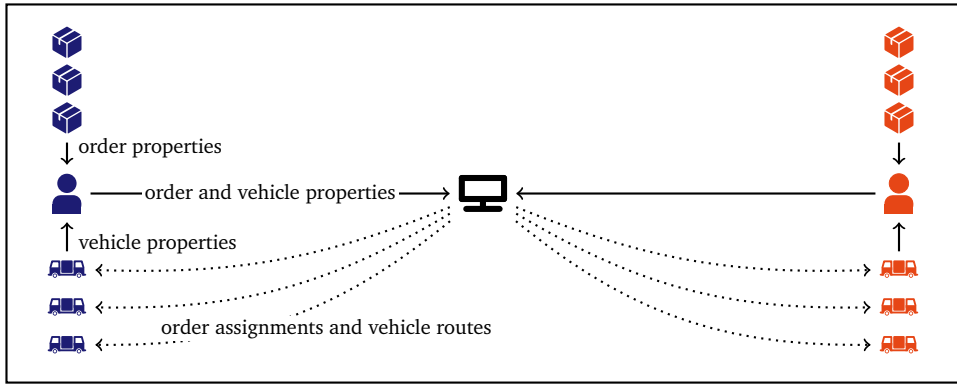 order properties
order and vehicle properties
vehicle properties
order assignments and vehicle routes